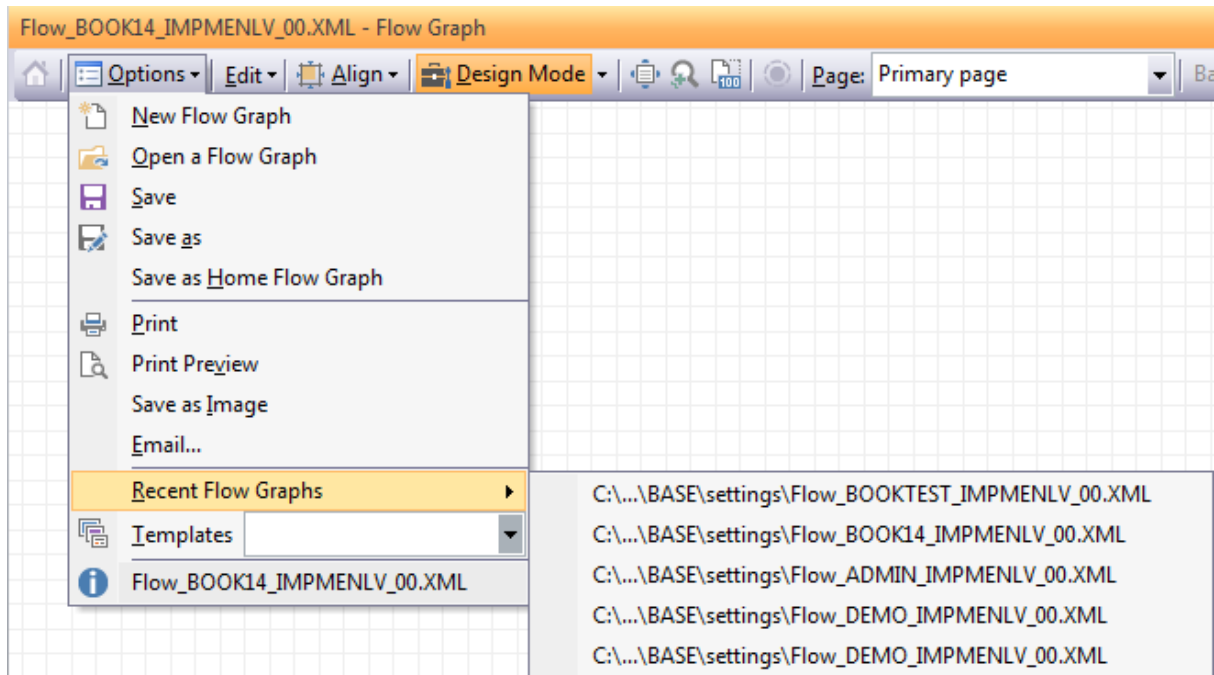 Flow_BOOK14_IMPMENLV_00.XML - Flow Graph
Options Edit Align Design Mode 100 Page: Primary page Ba
New Flow Graph
Open a Flow Graph
Save
Save as
Save as Home Flow Graph
Print
Print Preview
Save as Image
Email...
Recent Flow Graphs
C:\...\BASE\settings\Flow_BOOKTEST_IMPMENLV_00.XML
Templates
C:\...\BASE\settings\Flow_BOOK14_IMPMENLV_00.XML
Flow_BOOK14_IMPMENLV_00.XML
C:\...\BASE\settings\Flow_ADMIN_IMPMENLV_00.XML
C:\...\BASE\settings\Flow_DEMO_IMPMENLV_00.XML
C:\...\BASE\settings\Flow_DEMO_IMPMENLV_00.XML